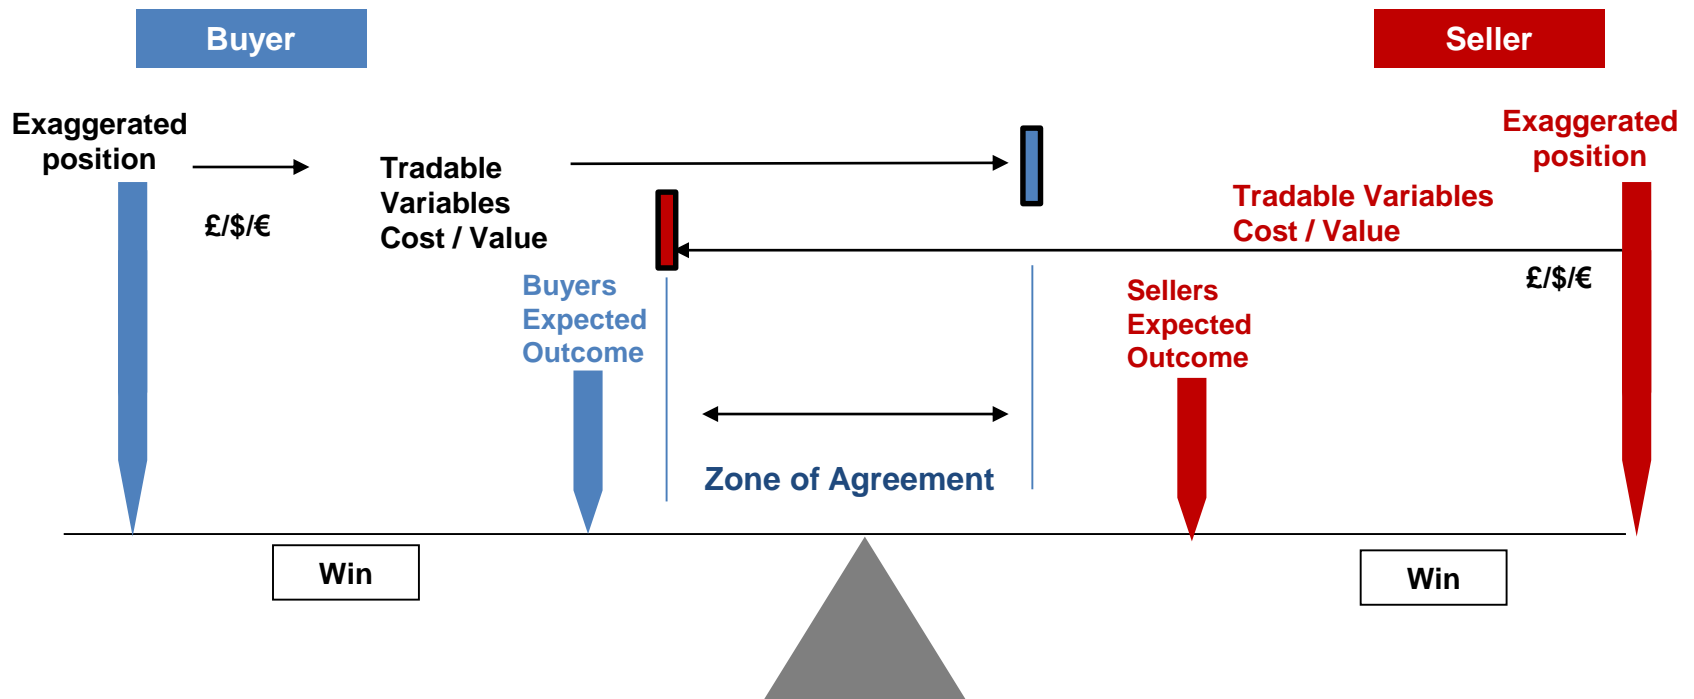 Buyer
Seller
Exaggerated
position
£/$/€
Tradable
Variables
Cost / Value
Exaggerated
position
Tradable Variables
Cost / Value
£/$/€
Buyers
Expected
Outcome
Sellers
Expected
Outcome
Zone of Agreement
Win
Win